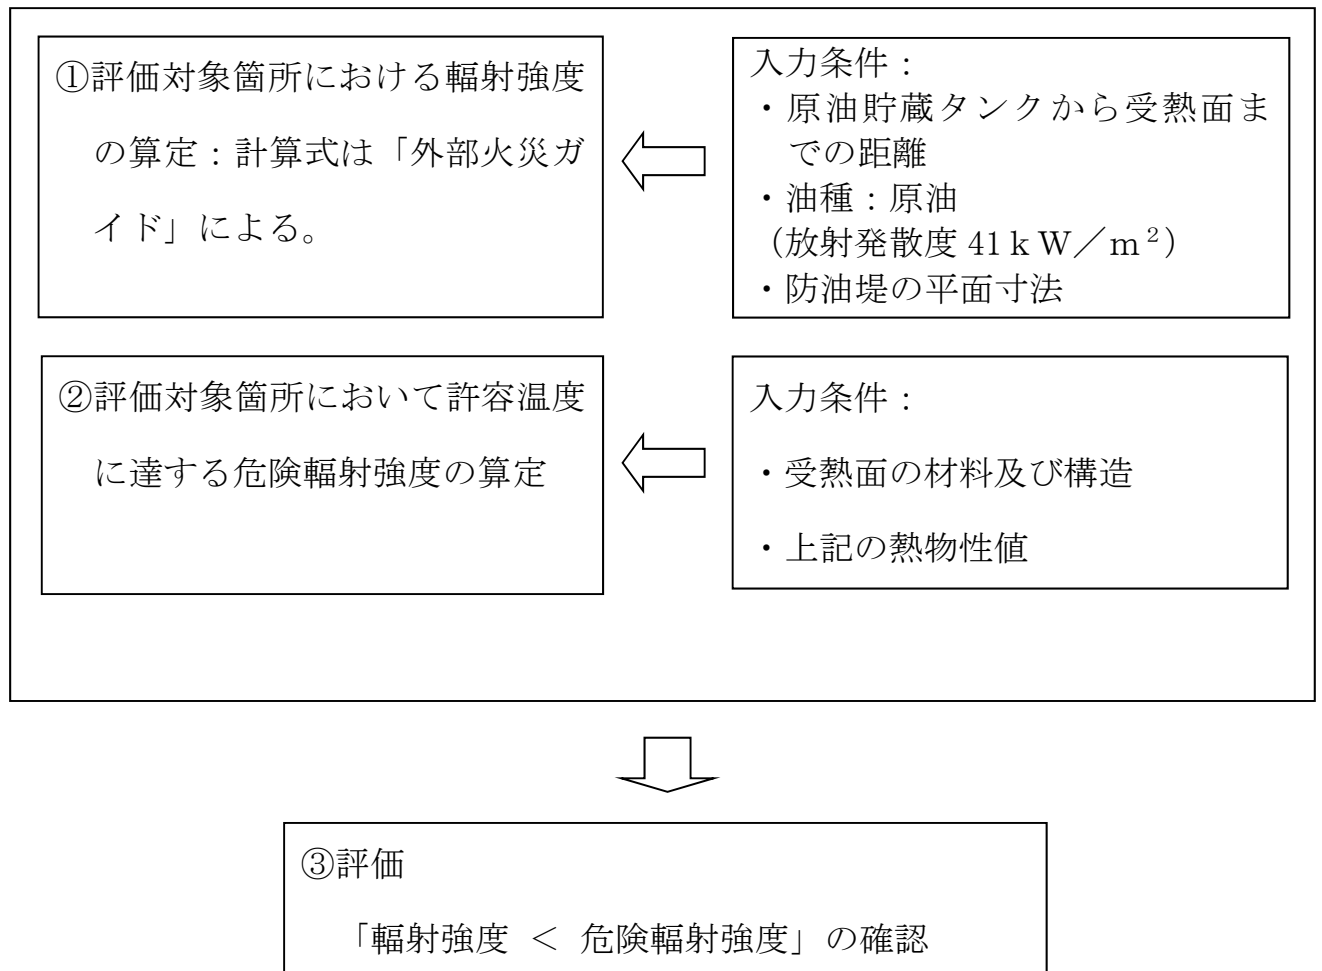 ①評価対象箇所における輻射強度
の算定：計算式は「外部火災ガ
イド」による。
入力条件：
・原油貯蔵タンクから受熱面ま
での距離
・油種：原油
（放射発散度 41ｋＷ／ｍ²）
・防油堤の平面寸法
②評価対象箇所において許容温度
に達する危険輻射強度の算定
入力条件：
・受熱面の材料及び構造
・上記の熱物性値
③評価
「輻射強度 ＜ 危険輻射強度」の確認